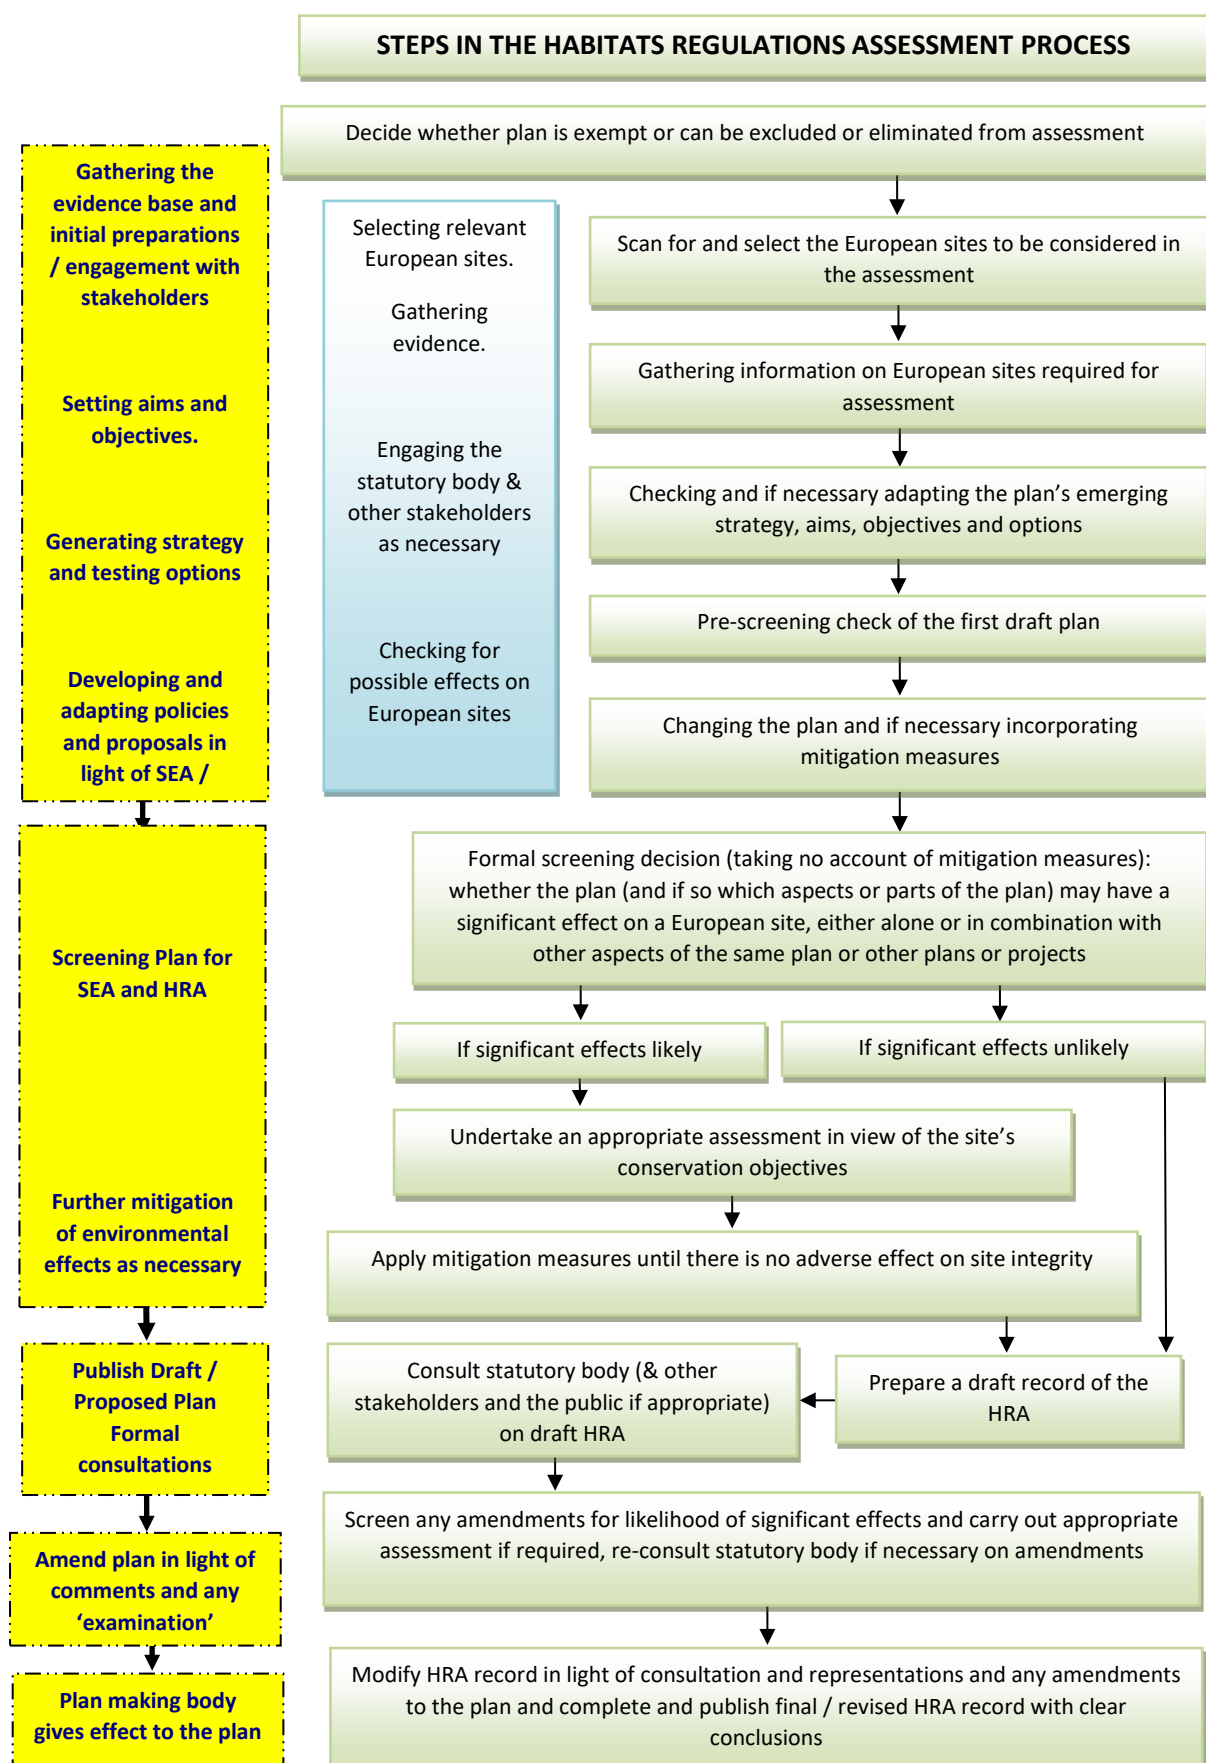 STEPS IN THE HABITATS REGULATIONS ASSESSMENT PROCESS
Decide whether plan is exempt or can be excluded or eliminated from assessment
Gathering the
evidence base and
initial preparations
/ engagement with
stakeholders
Setting aims and
objectives.
Generating strategy
and testing options
Developing and
adapting policies
and proposals in
light of SEA /
Selecting relevant
European sites.
Gathering
evidence.
Engaging the
statutory body &
other stakeholders
as necessary
Checking for
possible effects on
European sites
Scan for and select the European sites to be considered in
the assessment
Gathering information on European sites required for
assessment
Checking and if necessary adapting the plan’s emerging
strategy, aims, objectives and options
Pre-screening check of the first draft plan
Changing the plan and if necessary incorporating
mitigation measures
Screening Plan for
SEA and HRA
Further mitigation
of environmental
effects as necessary
Formal screening decision (taking no account of mitigation measures):
whether the plan (and if so which aspects or parts of the plan) may have a
significant effect on a European site, either alone or in combination with
other aspects of the same plan or other plans or projects
If significant effects likely
If significant effects unlikely
Undertake an appropriate assessment in view of the site’s
conservation objectives
Apply mitigation measures until there is no adverse effect on site integrity
Publish Draft /
Proposed Plan
Formal
consultations
Consult statutory body (& other
stakeholders and the public if appropriate)
on draft HRA
Prepare a draft record of the
HRA
Amend plan in light of
comments and any
‘examination’
Screen any amendments for likelihood of significant effects and carry out appropriate
assessment if required, re-consult statutory body if necessary on amendments
Plan making body
gives effect to the plan
Modify HRA record in light of consultation and representations and any amendments
to the plan and complete and publish final / revised HRA record with clear
conclusions